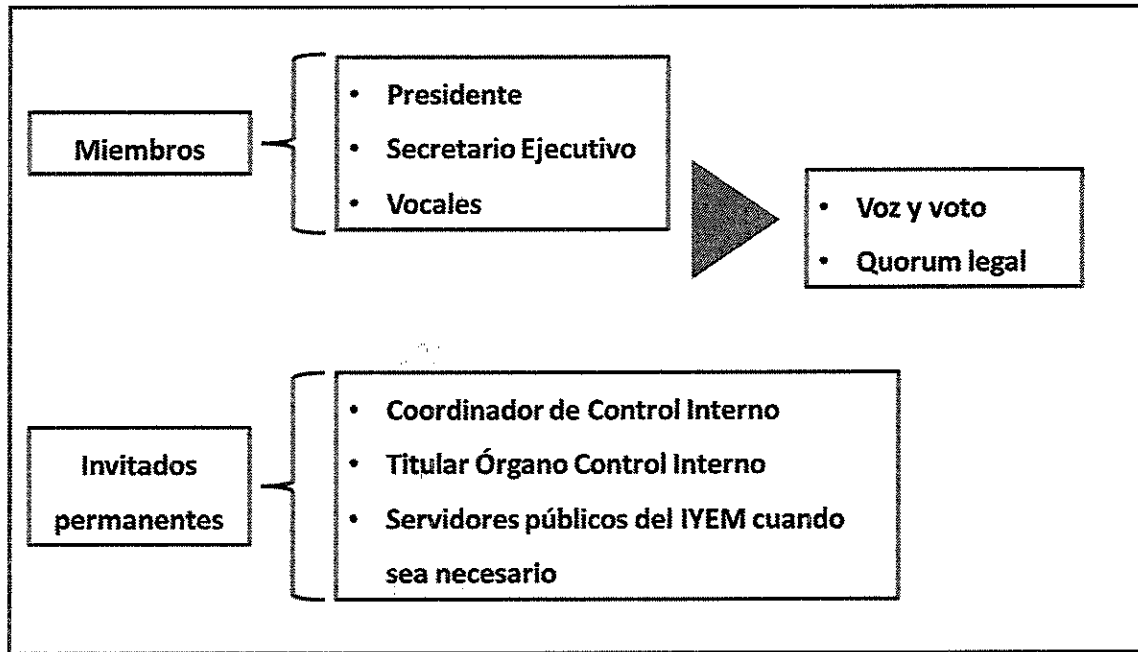 Miembros
• Presidente
• Secretario Ejecutivo
• Vocales
• Voz y voto
• Quorum legal
Invitados
permanentes
• Coordinador de Control Interno
• Titular Órgano Control Interno
• Servidores públicos del IYEM cuando
sea necesario